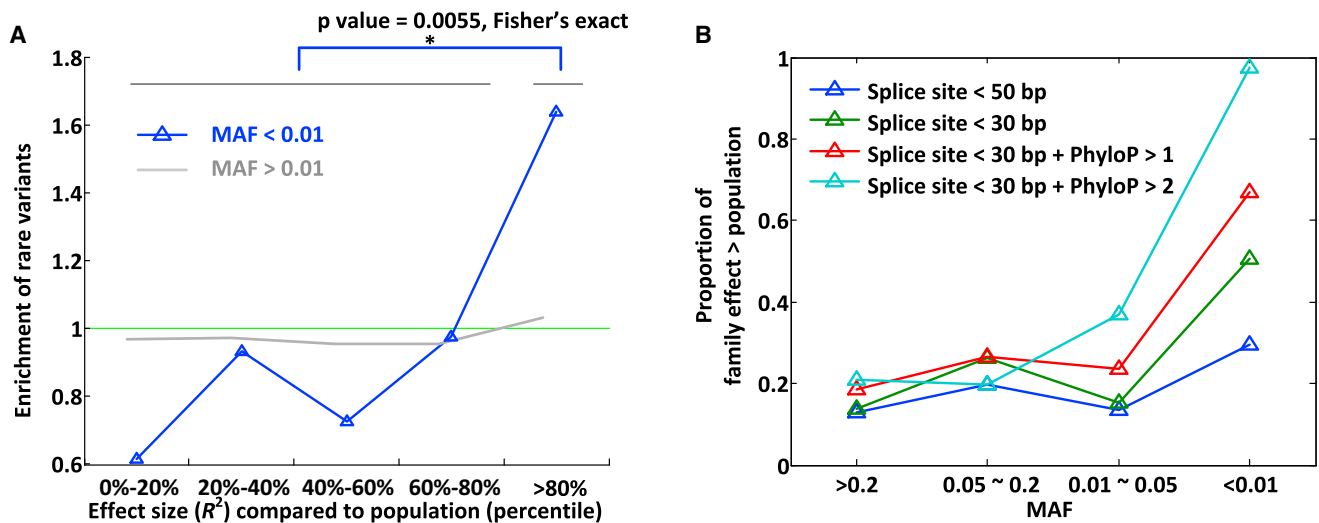 A
p value = 0.0055, Fisher's exact
*
1.8
1.6
1.4
1.2
1
0.8
0.6
Enrichment of rare variants
MAF < 0.01
MAF > 0.01
0%-20% 20%-40% 40%-60% 60%-80% >80%
Effect size (R²) compared to population (percentile)
B
1
0.8
0.6
0.4
0.2
0
Proportion of
family effect > population
Splice site < 50 bp
Splice site < 30 bp
Splice site < 30 bp + PhyloP > 1
Splice site < 30 bp + PhyloP > 2
>0.2 0.05 ~ 0.2 0.01 ~ 0.05 <0.01
MAF